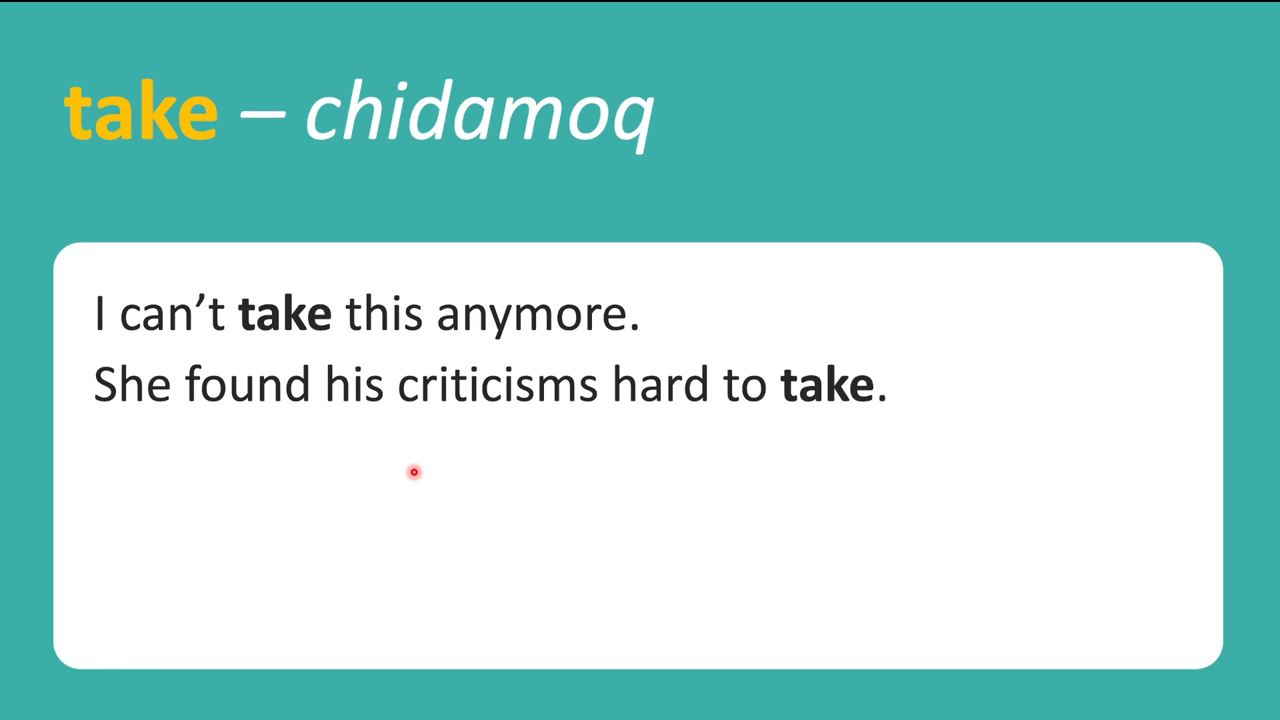 take – chidamoq
I can’t take this anymore.
She found his criticisms hard to take.